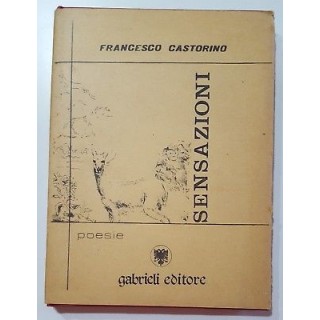 FRANCESCO CASTORINO
SENSAZIONI
poesie
gabrieli editore